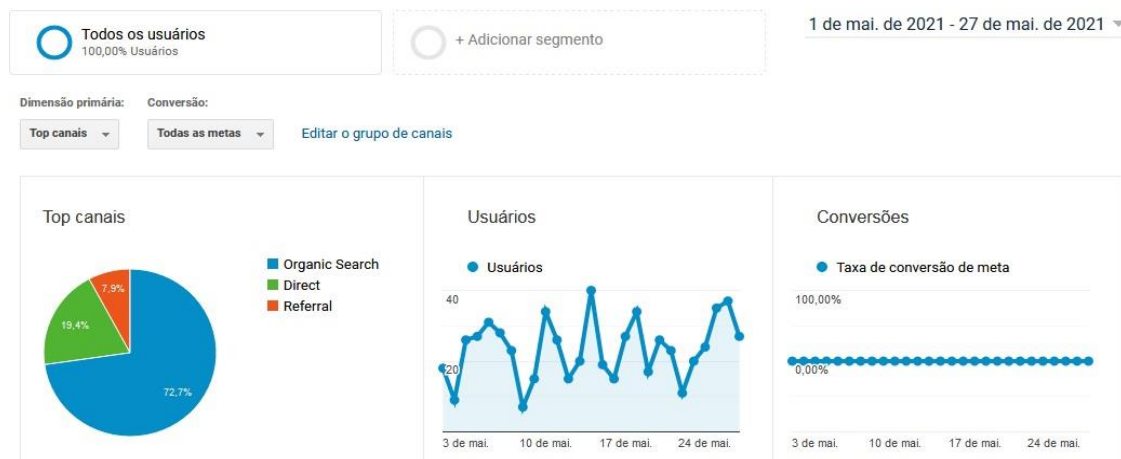 Todos os usuários
100,00% Usuários
+ Adicionar segmento
1 de mai. de 2021 - 27 de mai. de 2021
Dimensão primária:
Conversão:
Top canais
Todas as metas
Editar o grupo de canais
Top canais
Organic Search
Direct
Referral
7,9%
19,4%
72,7%
Usuários
Usuários
40
20
3 de mai.
10 de mai.
17 de mai.
24 de mai.
Conversões
Taxa de conversão de meta
100,00%
0,00%
3 de mai.
10 de mai.
17 de mai.
24 de mai.